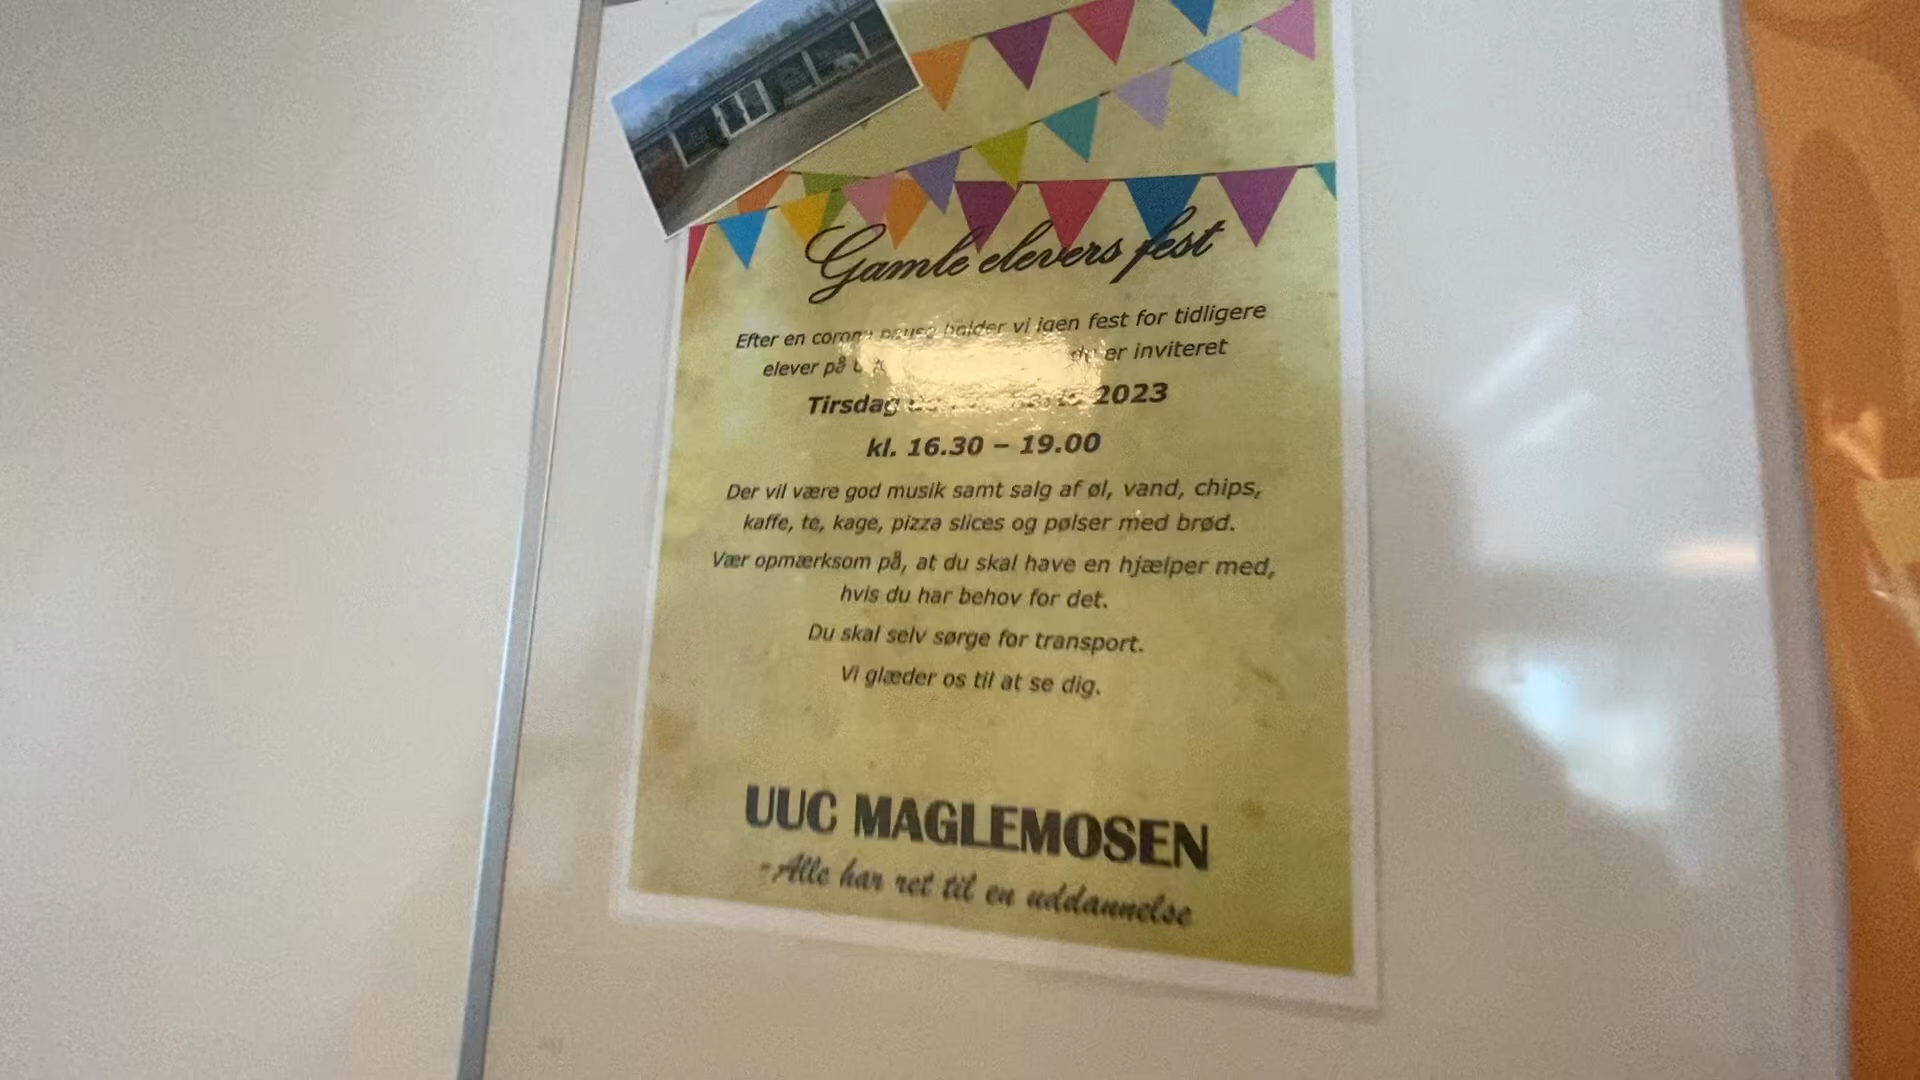 Gamle elevers fest
Efter en corona pause holder vi igen fest for tidligere
elever på er inviteret
Tirsdag 2023
kl. 16.30 – 19.00
Der vil være god musik samt salg af øl, vand, chips,
kaffe, te, kage, pizza slices og pølser med brød.
Vær opmærksom på, at du skal have en hjælper med,
hvis du har behov for det.
Du skal selv sørge for transport.
Vi glæder os til at se dig.
UUC MAGLEMOSEN
-Alle har ret til en uddannelse